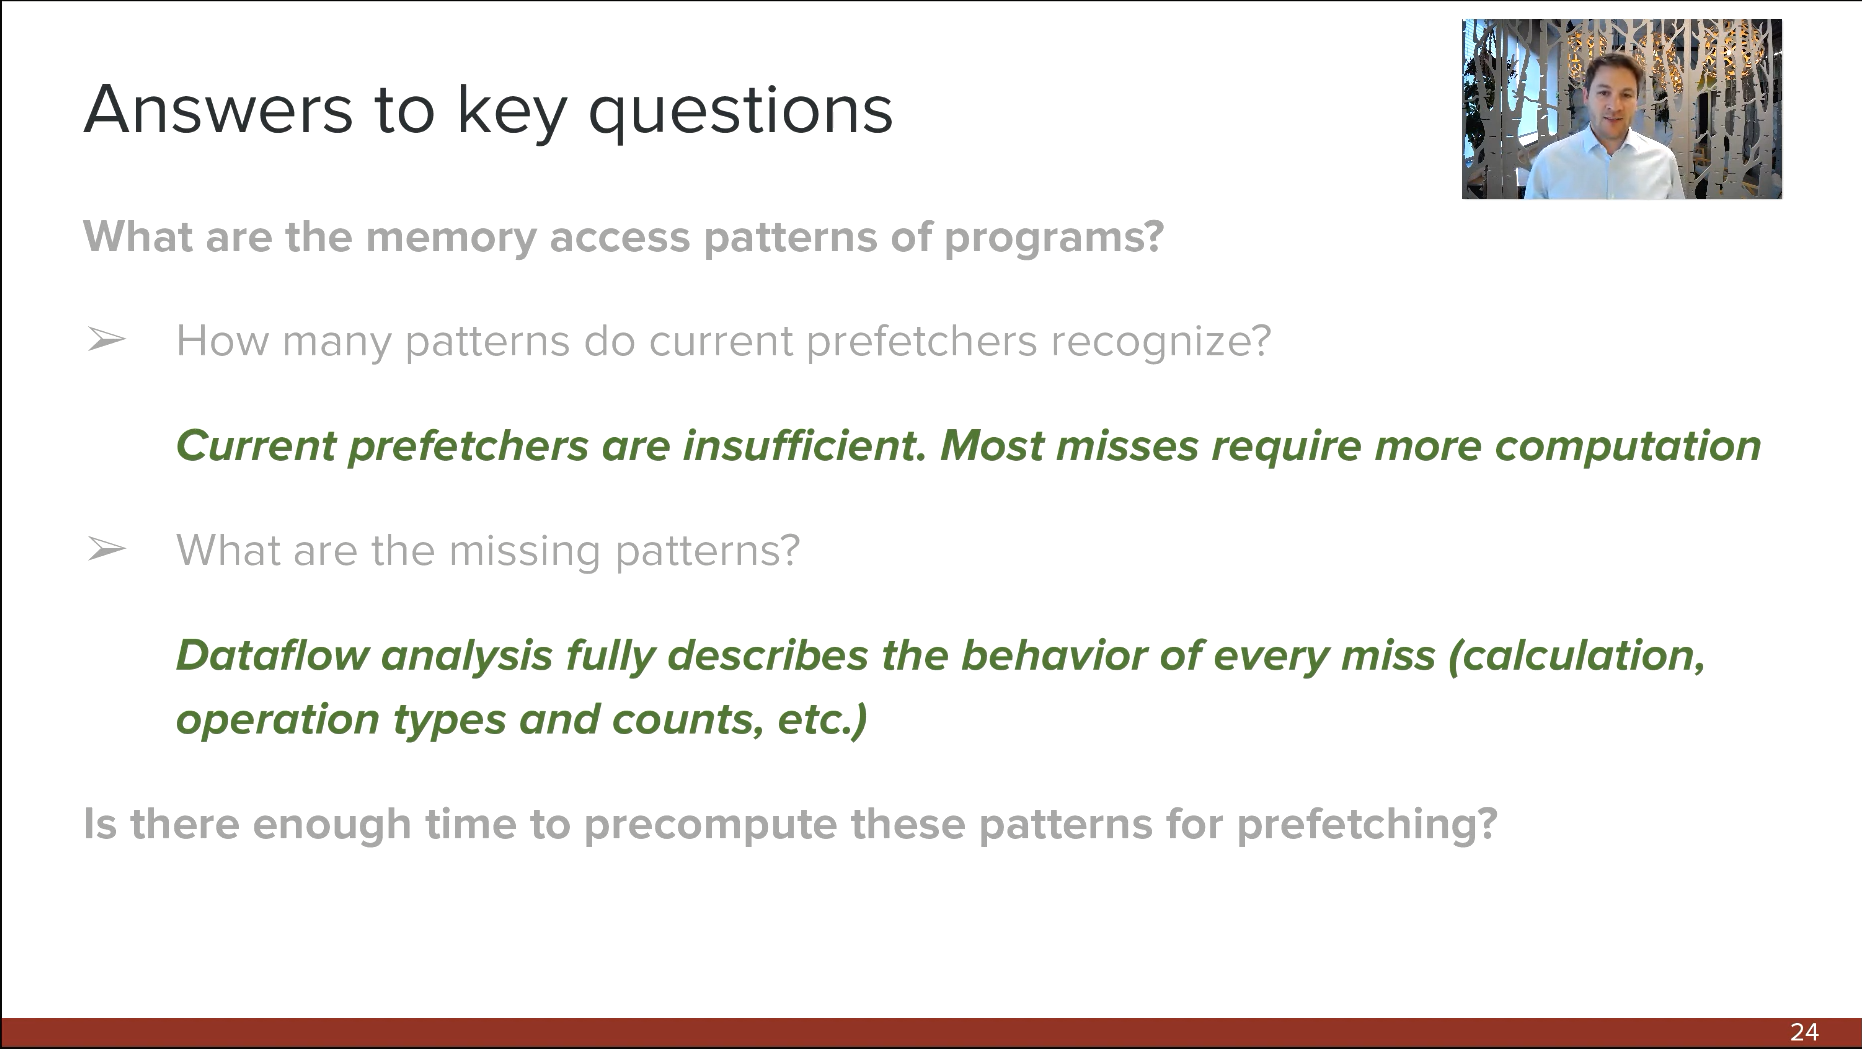 Answers to key questions
What are the memory access patterns of programs?
➢ How many patterns do current prefetchers recognize?
Current prefetchers are insufficient. Most misses require more computation
➢ What are the missing patterns?
Dataflow analysis fully describes the behavior of every miss (calculation,
operation types and counts, etc.)
Is there enough time to precompute these patterns for prefetching?
24